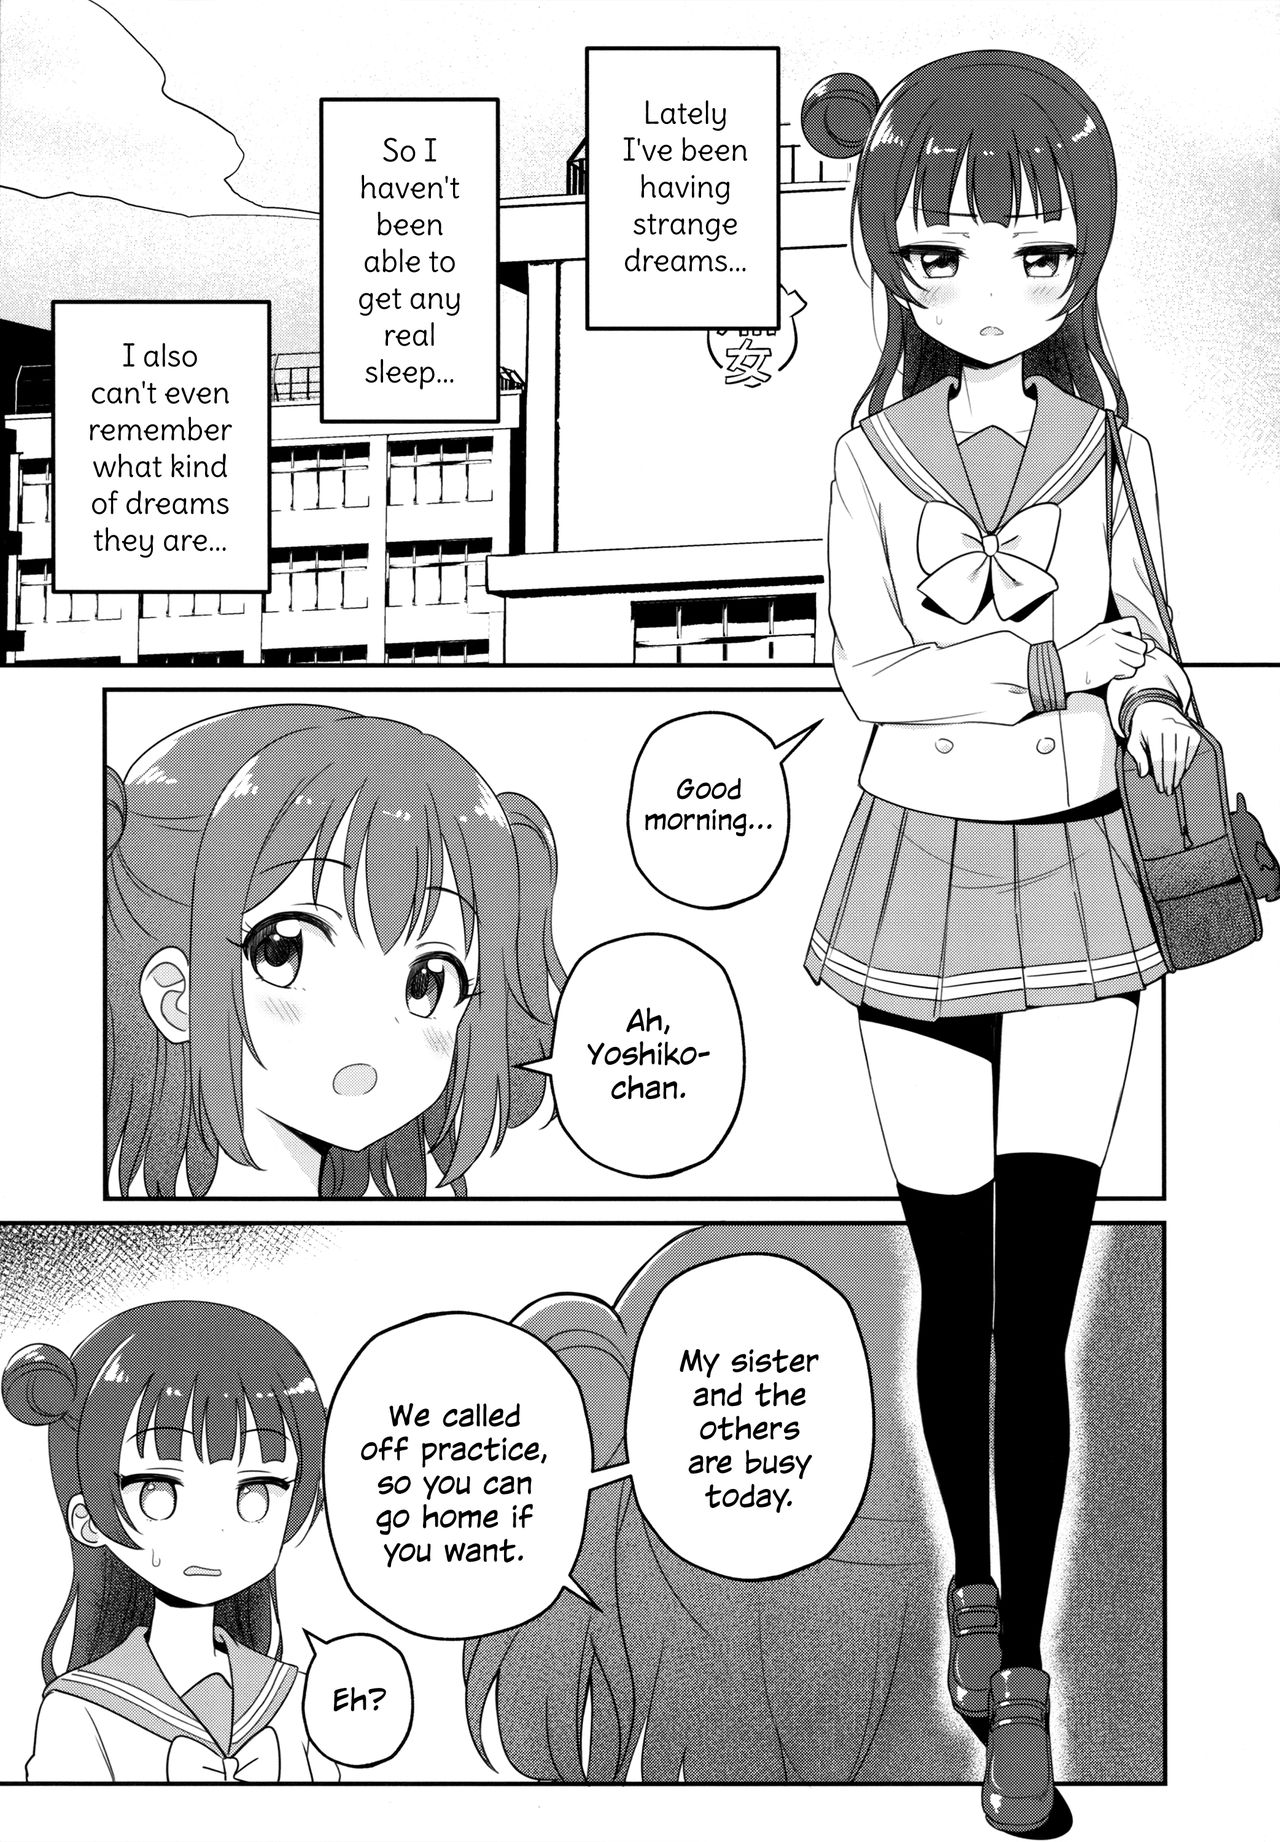 Lately
I've been
having
strange
dreams...
So I
haven't
been
able to
get any
real
sleep...
I also
can't even
remember
what kind
of dreams
they are...
女
Good
morning...
Ah,
Yoshiko-
chan.
My sister
and the
others
are busy
today.
We called
off practice,
so you can
go home if
you want.
Eh?